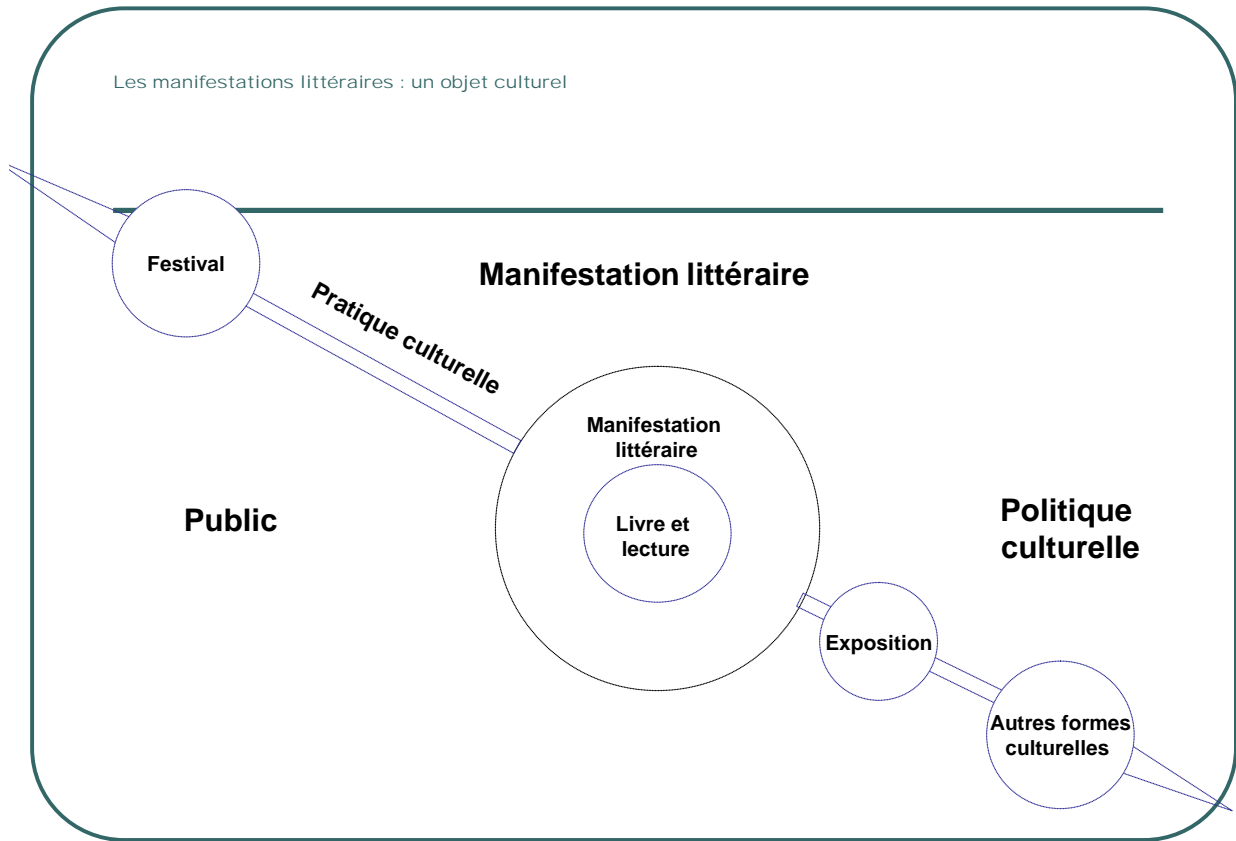 Les manifestations littéraires : un objet culturel
Festival
Manifestation littéraire
Pratique culturelle
Manifestation
littéraire
Livre et
lecture
Public
Politique
culturelle
Exposition
Autres formes
culturelles